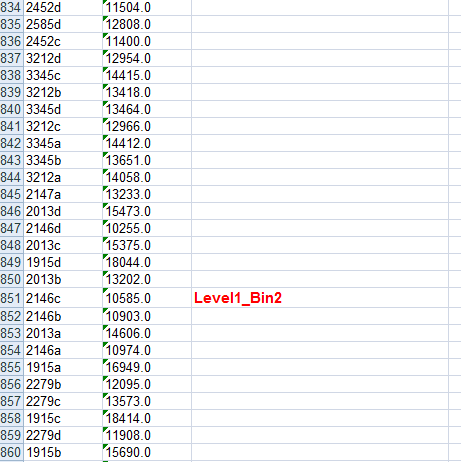 834 2452d 11504.0
835 2585d 12808.0
836 2452c 11400.0
837 3212d 12954.0
838 3345c 14415.0
839 3212b 13418.0
840 3345d 13464.0
841 3212c 12966.0
842 3345a 14412.0
843 3345b 13651.0
844 3212a 14058.0
845 2147a 13233.0
846 2013d 15473.0
847 2146d 10255.0
848 2013c 15375.0
849 1915d 18044.0
850 2013b 13202.0
851 2146c 10585.0 Level1_Bin2
852 2146b 10903.0
853 2013a 14606.0
854 2146a 10974.0
855 1915a 16949.0
856 2279b 12095.0
857 2279c 13573.0
858 1915c 18414.0
859 2279d 11908.0
860 1915b 15690.0